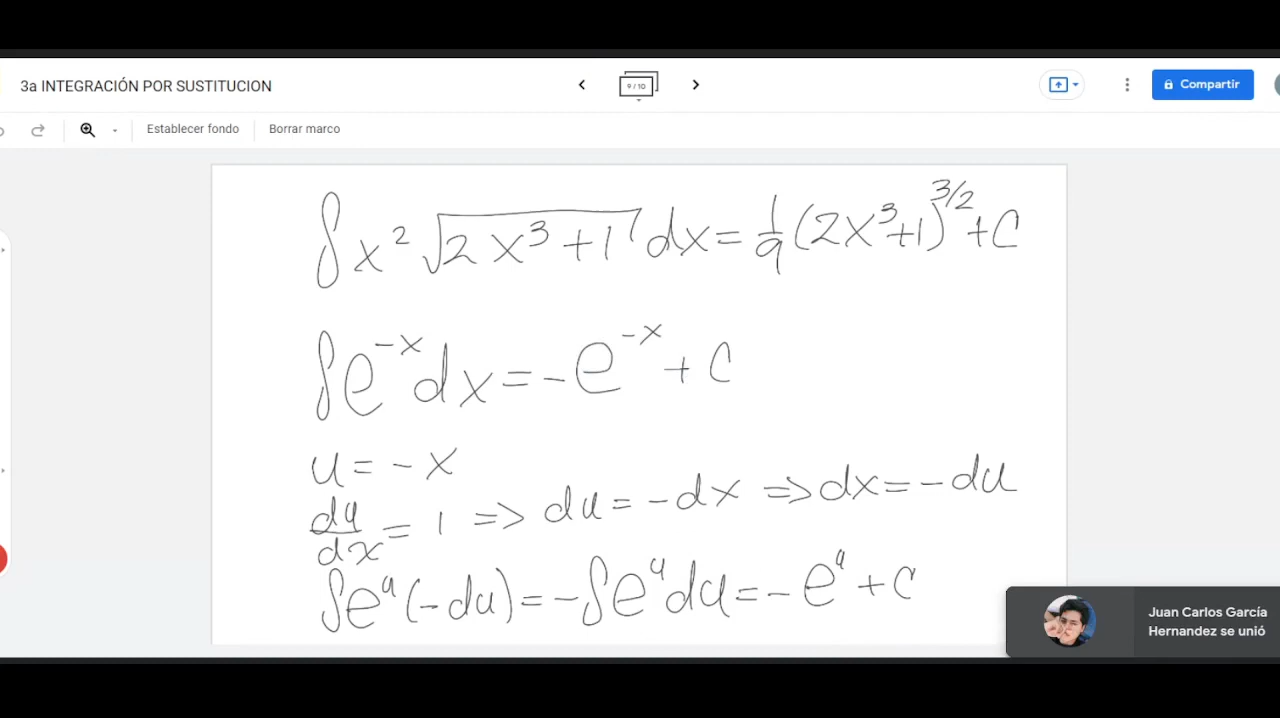 3a INTEGRACIÓN POR SUSTITUCION
9 / 10
Compartir
Establecer fondo
Borrar marco
∫x²√(2x³+1) dx = 1/9 (2x³+1)^3/2 + C
∫e^-x dx = -e^-x + C
u = -x
du/dx = 1 => du = -dx => dx = -du
∫e^u (-du) = -∫e^u du = -e^u + C
Juan Carlos García
Hernandez se unió